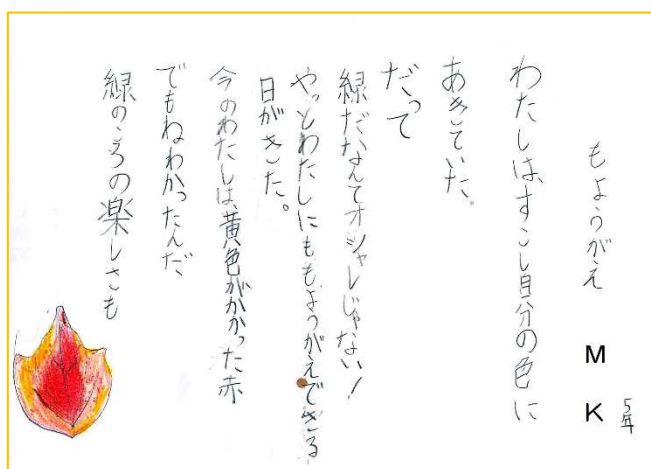 もようがえ
M K 5年
わたしは、すこし自分の色に
あきていた。
だって
緑だなんてオシャレじゃない!
やっとわたしにももようがえできる
日がきた。
今のわたしは、黄色がかかった赤
でもねわかったんだ
緑のころの楽しさも